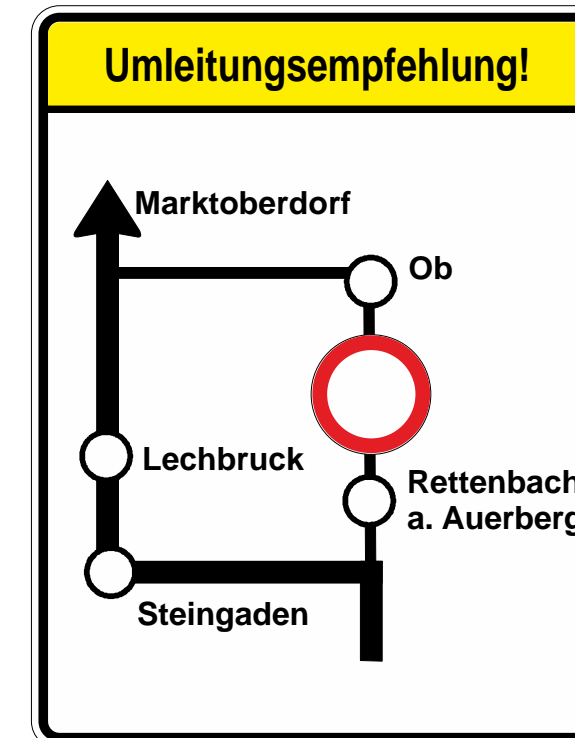 Umleitungsempfehlung!
Marktoberdorf
Ob
Lechbruck
Rettenbach
a. Auerberg
Steingaden